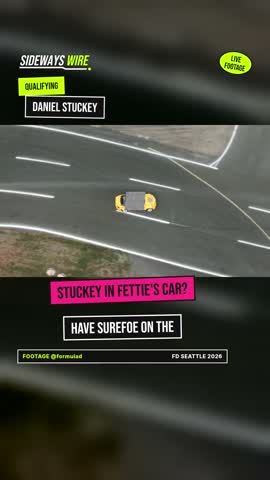 SIDEWAYS WIRE.
LIVE
FOOTAGE
QUALIFYING
DANIEL STUCKEY
STUCKEY IN FETTIE'S CAR?
HAVE SUREFOE ON THE
FOOTAGE @formulad
FD SEATTLE 2026